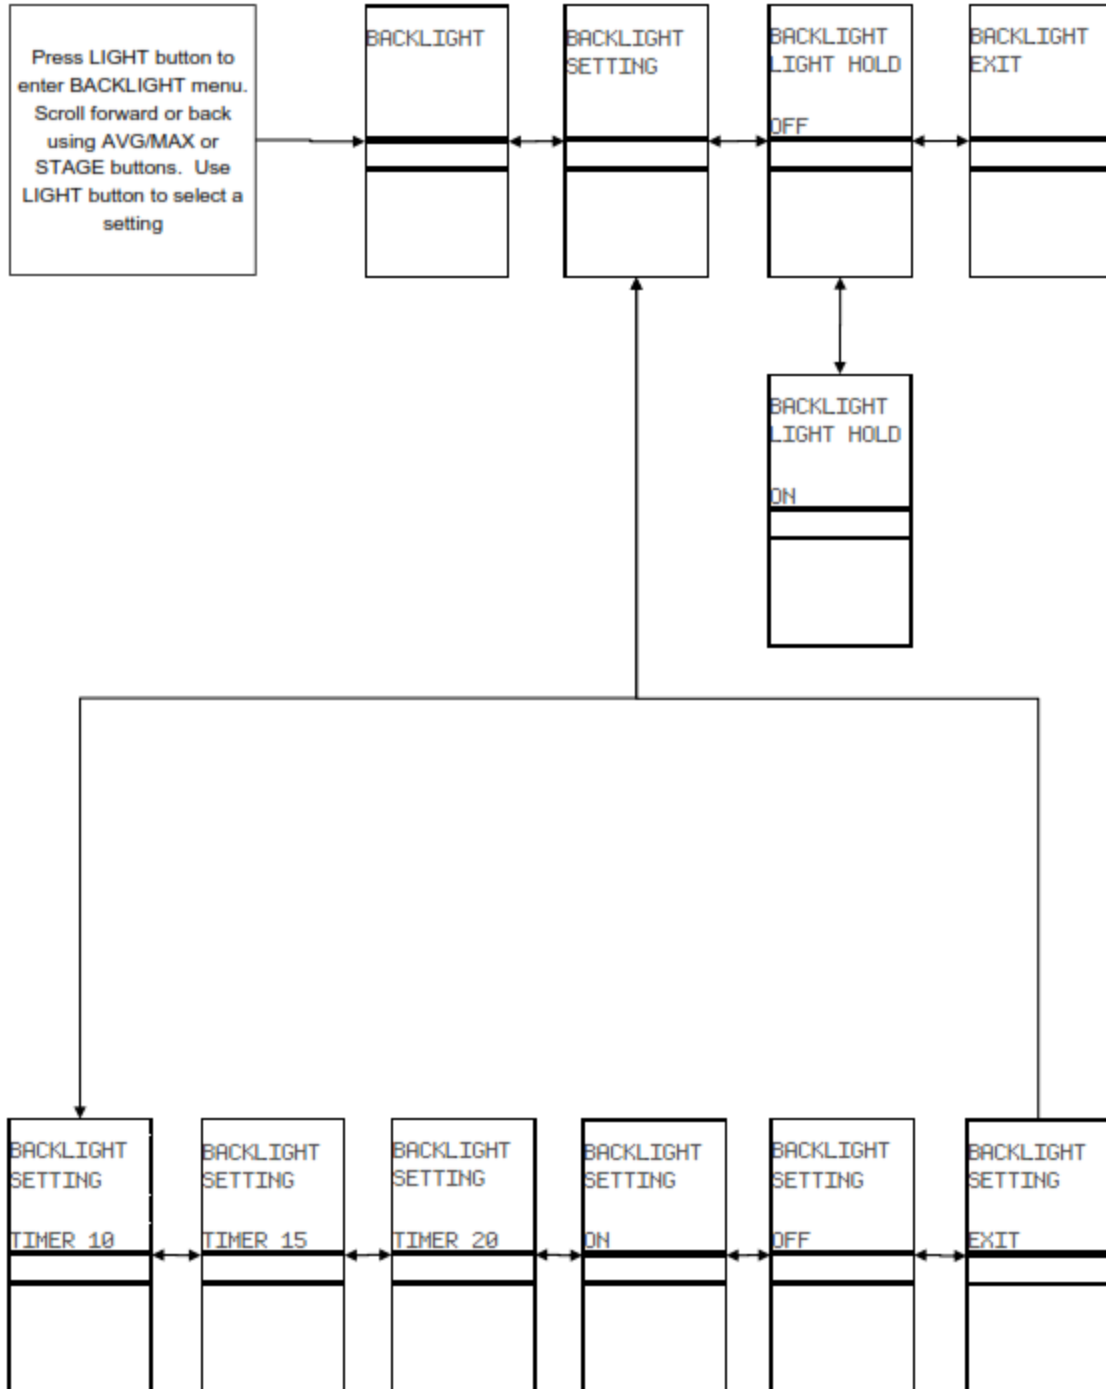 Press LIGHT button to
enter BACKLIGHT menu.
Scroll forward or back
using AVG/MAX or
STAGE buttons.  Use
LIGHT button to select a
setting
BACKLIGHT
BACKLIGHT
SETTING
BACKLIGHT
LIGHT HOLD
OFF
BACKLIGHT
EXIT
BACKLIGHT
LIGHT HOLD
ON
BACKLIGHT
SETTING
TIMER 10
BACKLIGHT
SETTING
TIMER 15
BACKLIGHT
SETTING
TIMER 20
BACKLIGHT
SETTING
ON
BACKLIGHT
SETTING
OFF
BACKLIGHT
SETTING
EXIT